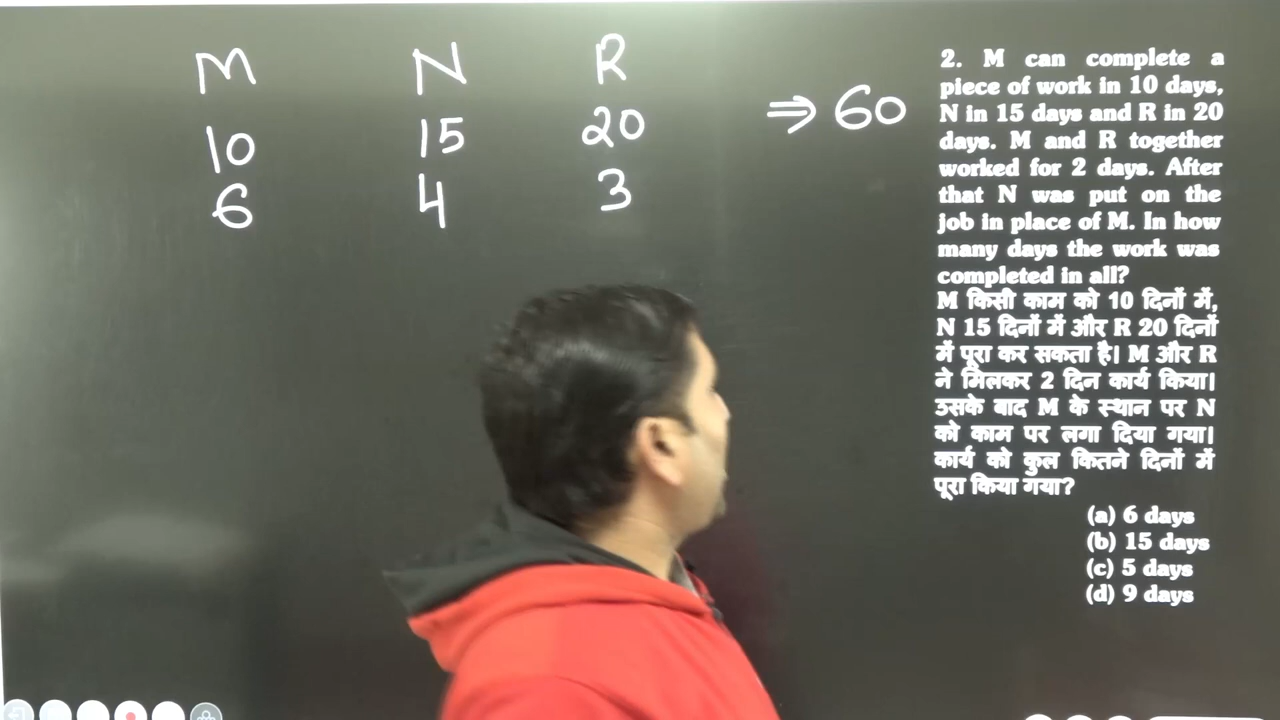 M N R
10 15 20 ⇒ 60
6 4 3
2. M can complete a
piece of work in 10 days,
N in 15 days and R in 20
days. M and R together
worked for 2 days. After
that N was put on the
job in place of M. In how
many days the work was
completed in all?
M किसी काम को 10 दिनों में,
N 15 दिनों में और R 20 दिनों
में पूरा कर सकता है। M और R
ने मिलकर 2 दिन कार्य किया।
उसके बाद M के स्थान पर N
को काम पर लगा दिया गया।
कार्य को कुल कितने दिनों में
पूरा किया गया?
(a) 6 days
(b) 15 days
(c) 5 days
(d) 9 days